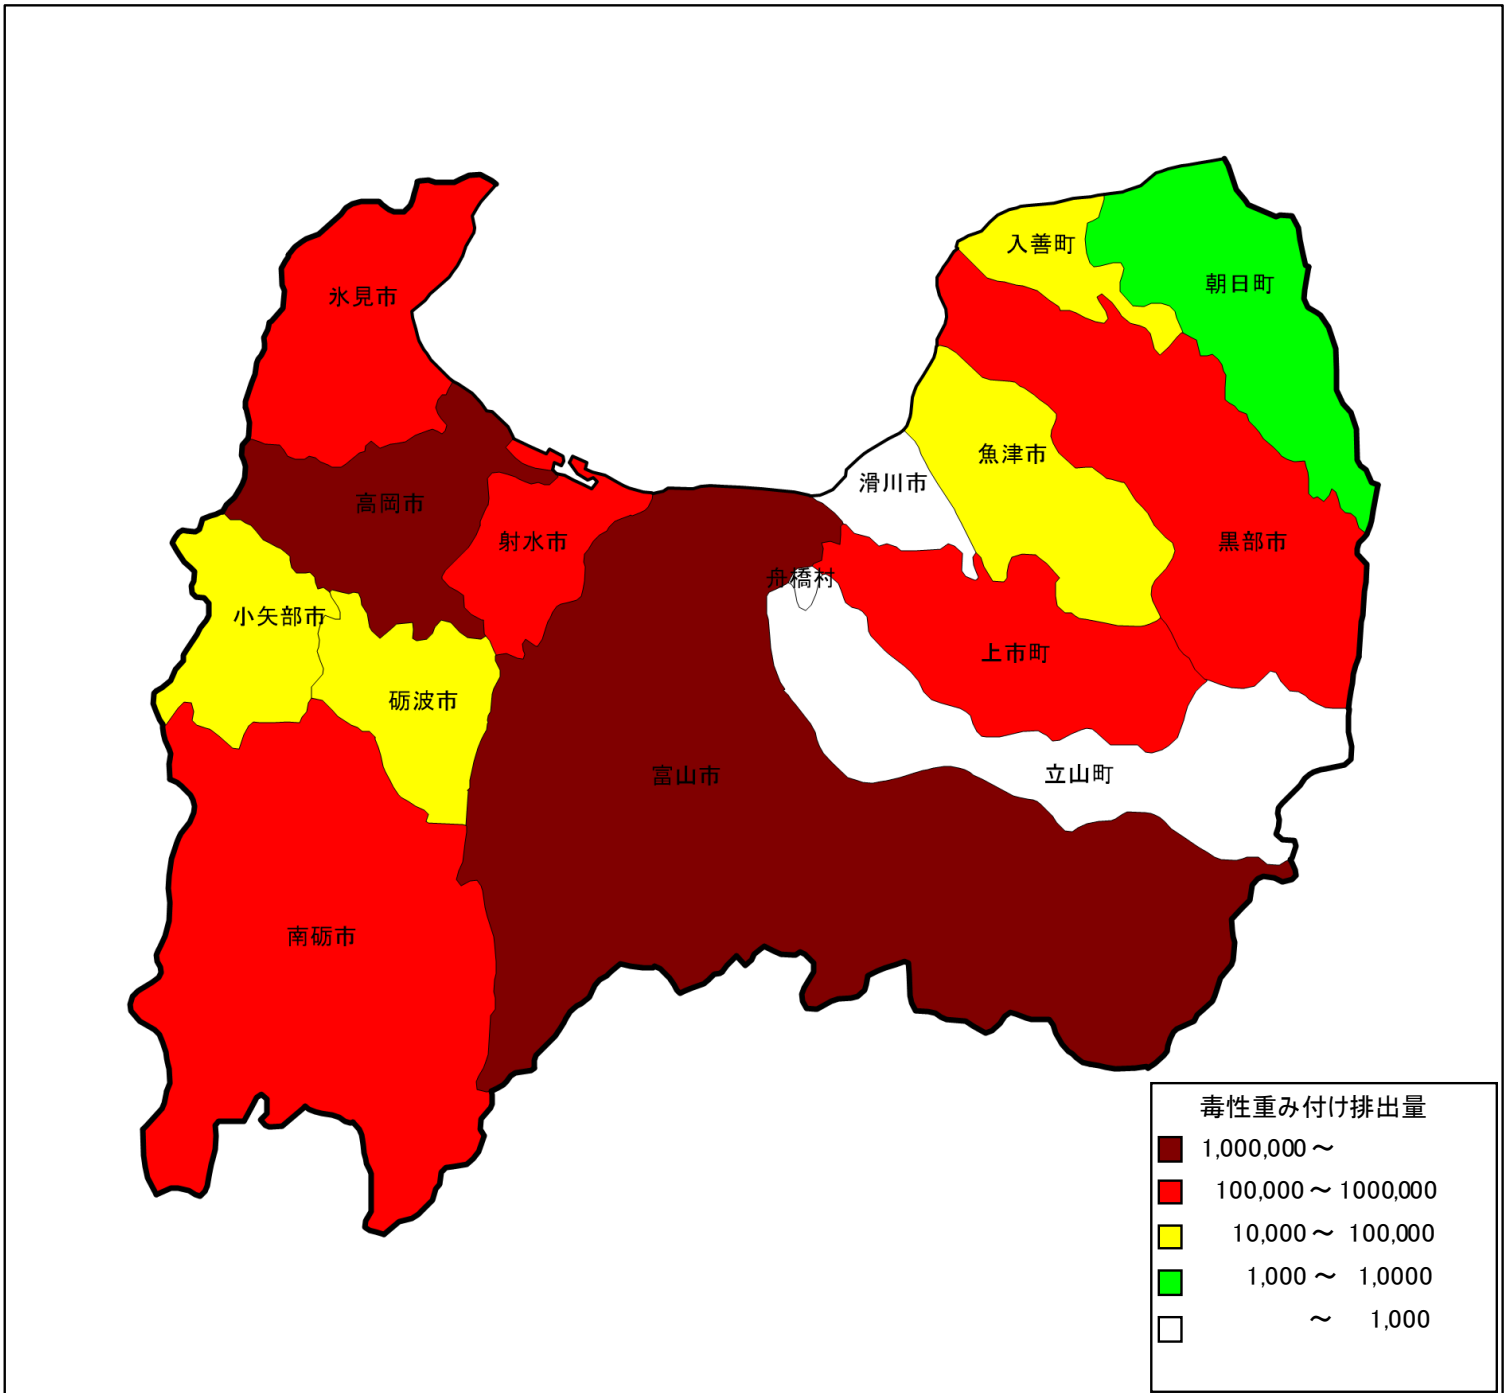 入善町
朝日町
氷見市
魚津市
滑川市
高岡市
射水市
黒部市
舟橋村
小矢部市
上市町
砺波市
富山市
立山町
南砺市
毒性重み付け排出量
1,000,000～
100,000～1000,000
10,000～ 100,000
1,000～ 1,0000
～ 1,000